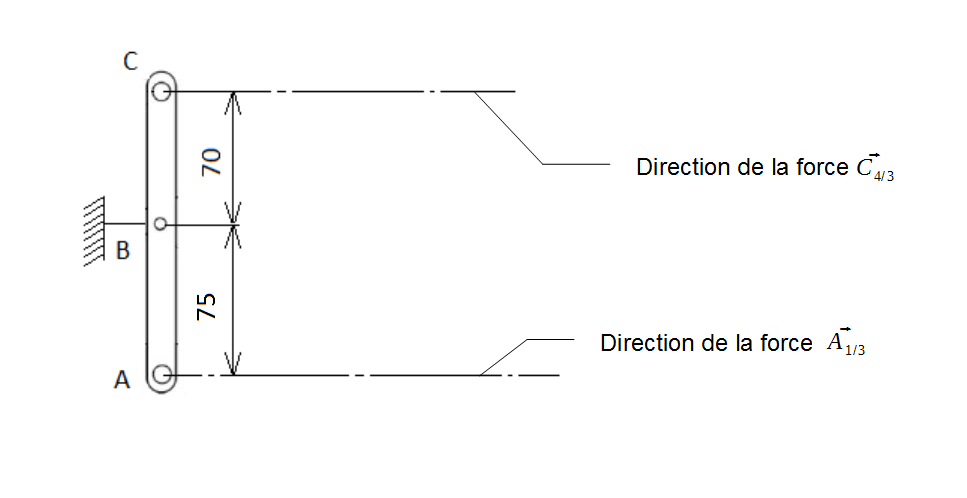 C
70
Direction de la force C⃗4/3
B
75
Direction de la force A⃗1/3
A